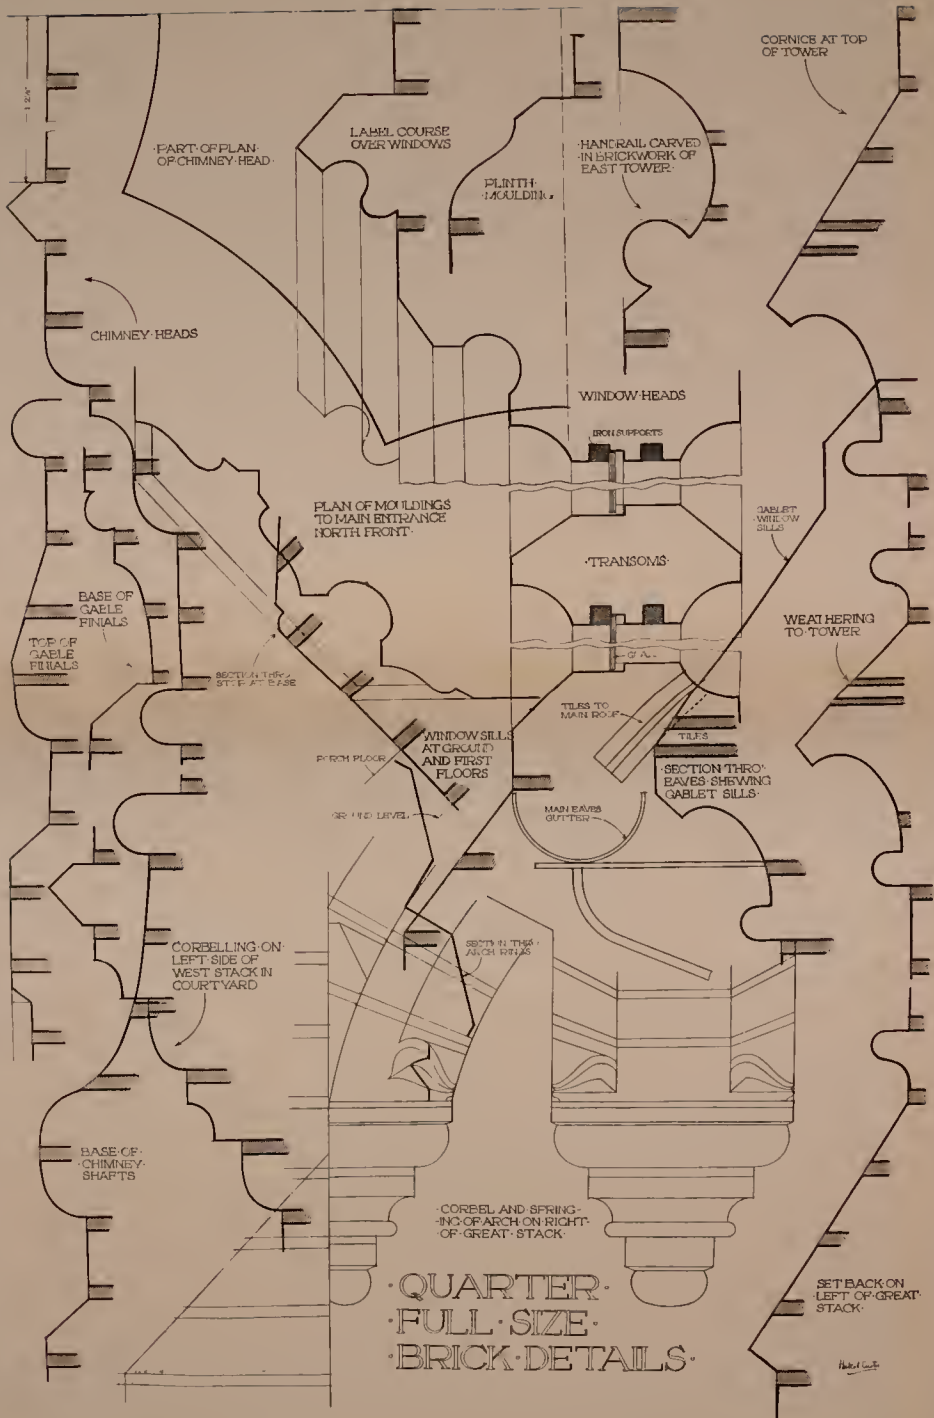 CORNICE AT TOP
OF TOWER
·PART·OF·PLAN·
·OF·CHIMNEY·HEAD·
LABEL COURSE
OVER WINDOWS
PLINTH·
·MOULDING·
·HANDRAIL CARVED
·IN BRICKWORK OF
EAST TOWER·
CHIMNEY·HEADS
WINDOW·HEADS
IRON SUPPORTS
PLAN OF MOULDINGS
TO MAIN ENTRANCE
NORTH FRONT·
GABLET
·WINDOW
SILLS
·TRANSOMS·
BASE OF
GABLE
FINIALS
TOP OF
GABLE
FINIALS
WEATHERING
TO·TOWER
SECTION THRO
STOP AT BASE
TILES TO
MAIN ROOF
TILES
WINDOW SILLS
AT GROUND
AND FIRST
FLOORS
PORCH FLOOR
·SECTION·THRO'
EAVES·SHEWING
GABLET SILLS·
GROUND LEVEL
MAIN EAVES
GUTTER
SECTION THRO
ARCH RINGS
CORBELLING·ON·
LEFT·SIDE OF
WEST STACK IN
COURTYARD
BASE·OF·
·CHIMNEY·
SHAFTS
·CORBEL AND SPRING-
-ING·OF·ARCH·ON·RIGHT·
·OF·GREAT·STACK·
·QUARTER·
·FULL·SIZE·
·BRICK·DETAILS·
SET BACK·ON
·LEFT OF·GREAT·
STACK·